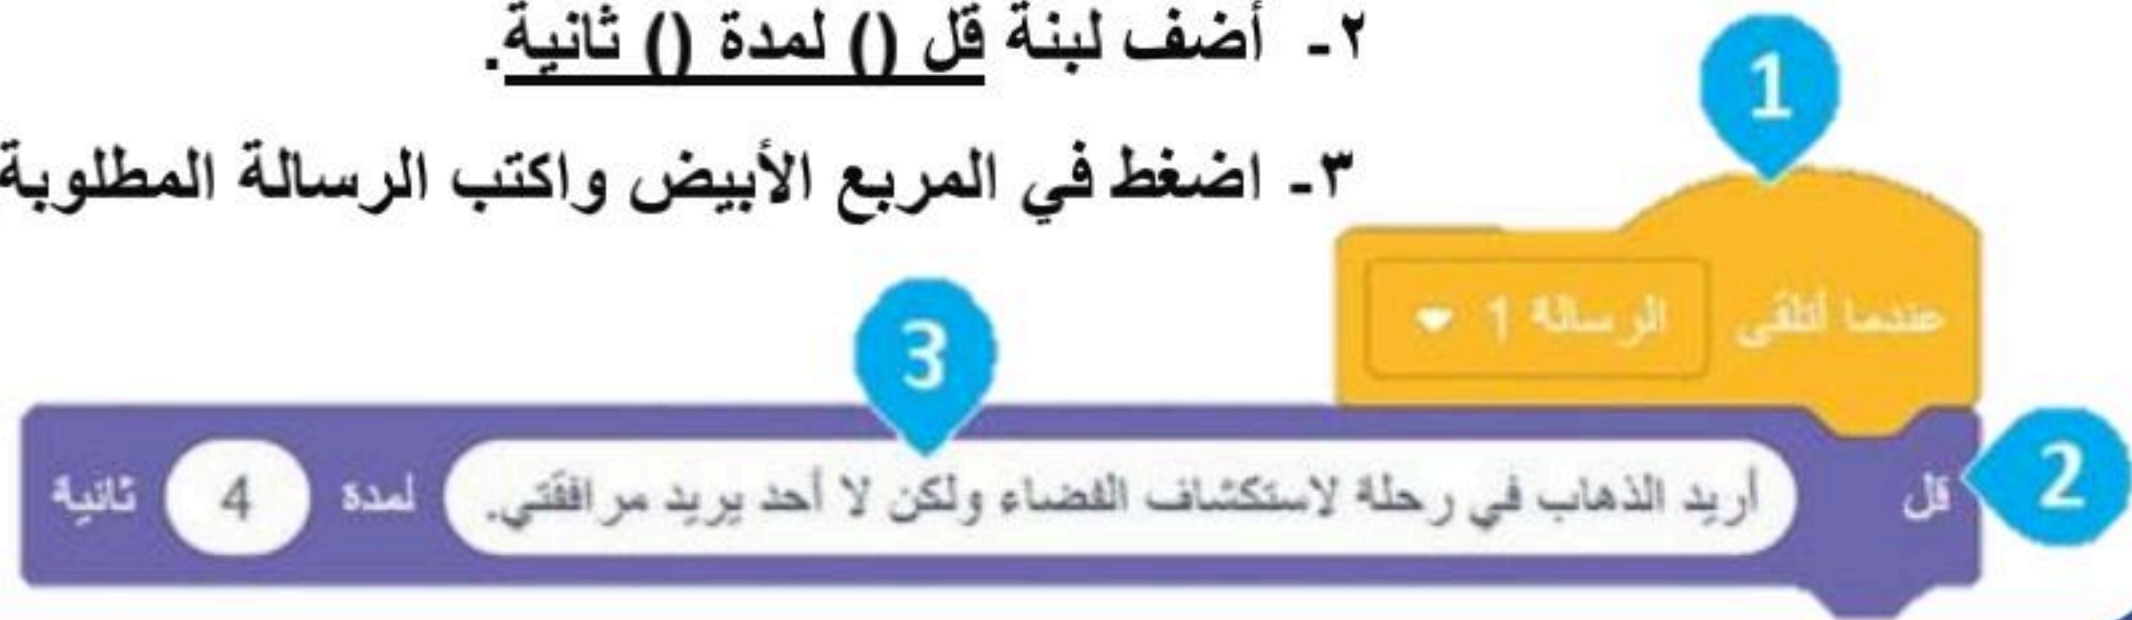 ٢- أضف لبنة قل () لمدة () ثانية.
٣- اضغط في المربع الأبيض واكتب الرسالة المطلوبة
1
عندما أتلقى الرسالة 1
3
2
قل أريد الذهاب في رحلة لاستكشاف الفضاء ولكن لا أحد يريد مرافقتي. لمدة 4 ثانية